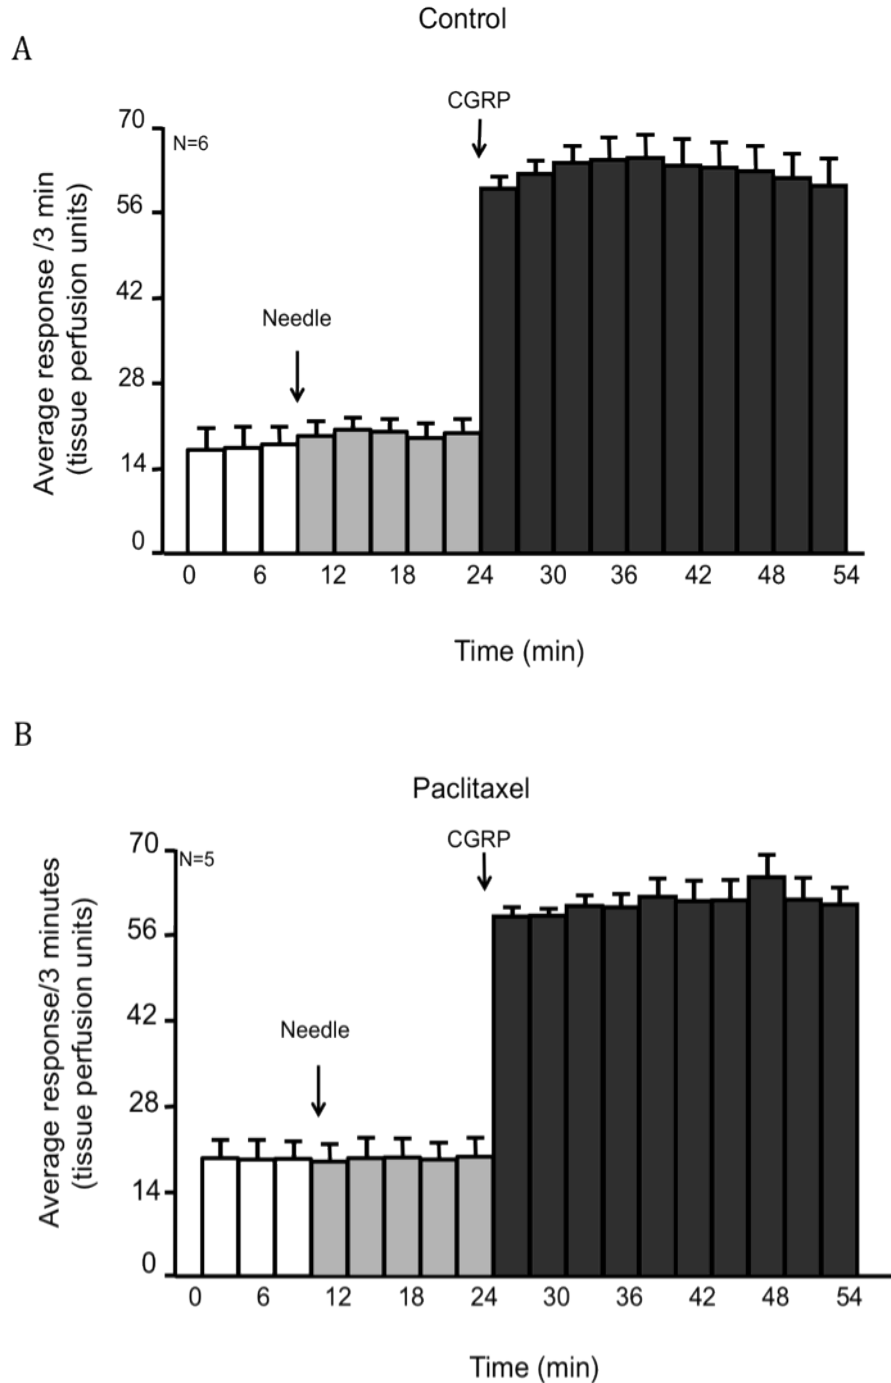 Control
A
CGRP
70
N=6
56
42
Needle
28
14
0
Average response /3 min
(tissue perfusion units)
0 6 12 18 24 30 36 42 48 54
Time (min)
B
Paclitaxel
CGRP
70
N=5
56
42
Needle
28
14
0
Average response/3 minutes
(tissue perfusion units)
0 6 12 18 24 30 36 42 48 54
Time (min)